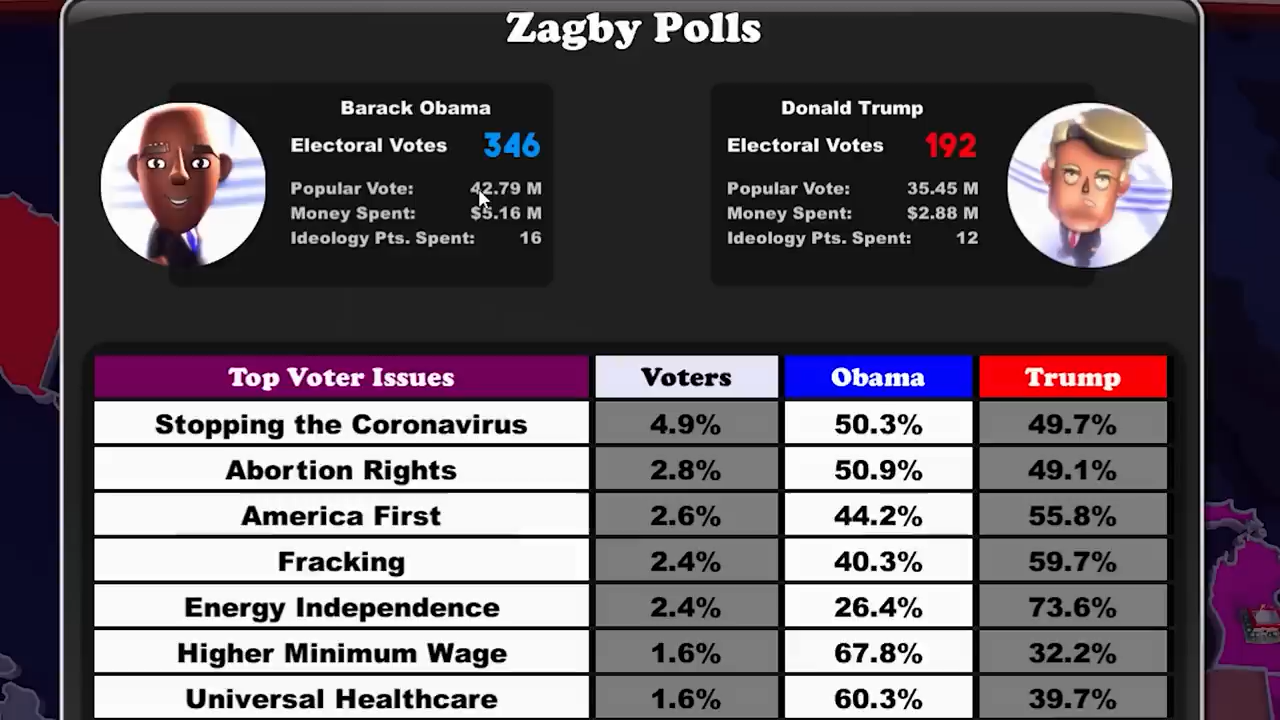 Zagby Polls
Barack Obama
Electoral Votes 346
Popular Vote: 42.79 M
Money Spent: $5.16 M
Ideology Pts. Spent: 16
Donald Trump
Electoral Votes 192
Popular Vote: 35.45 M
Money Spent: $2.88 M
Ideology Pts. Spent: 12
Top Voter Issues Voters Obama Trump
Stopping the Coronavirus 4.9% 50.3% 49.7%
Abortion Rights 2.8% 50.9% 49.1%
America First 2.6% 44.2% 55.8%
Fracking 2.4% 40.3% 59.7%
Energy Independence 2.4% 26.4% 73.6%
Higher Minimum Wage 1.6% 67.8% 32.2%
Universal Healthcare 1.6% 60.3% 39.7%